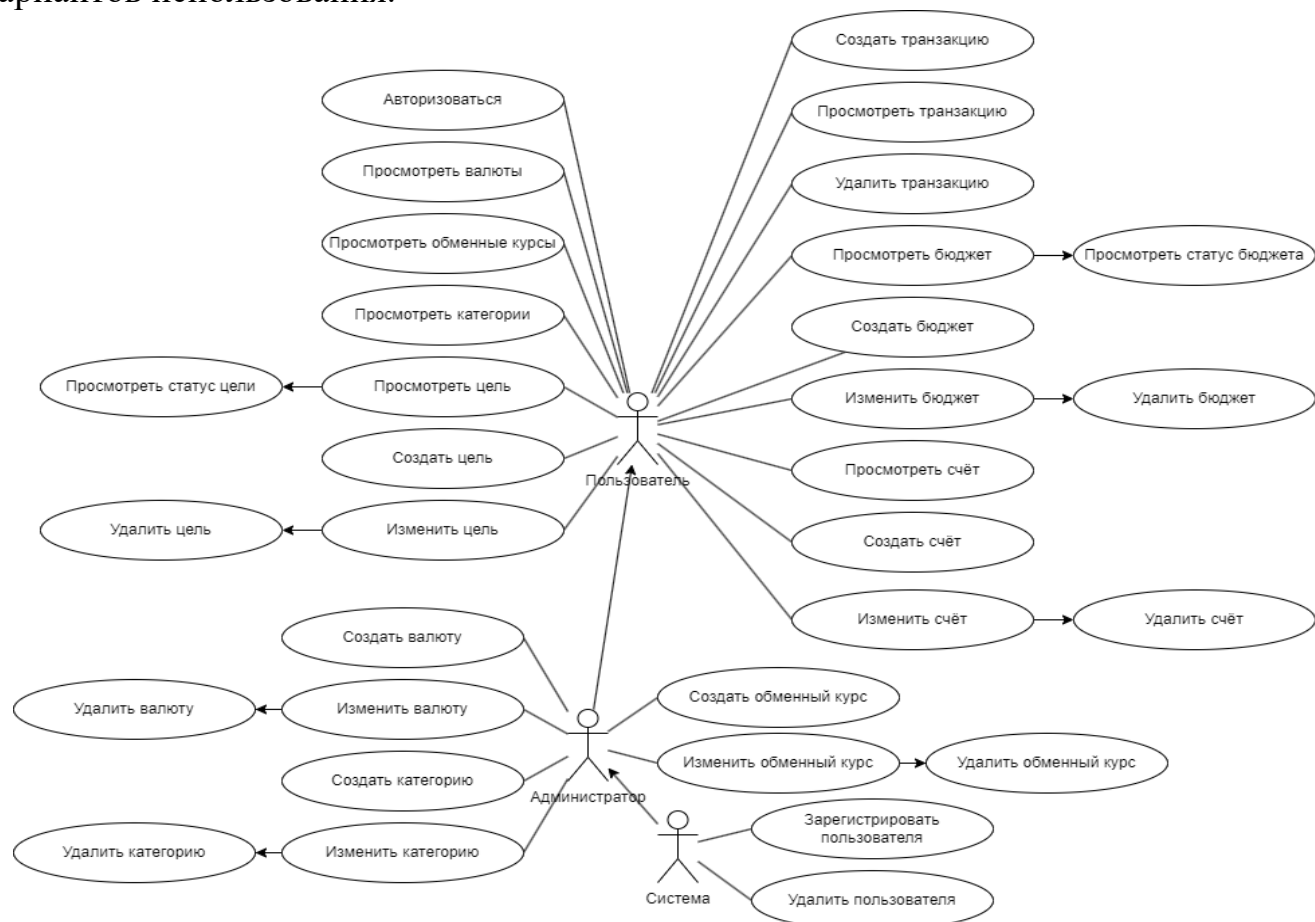 ариантов использования.
Создать транзакцию
Авторизоваться
Просмотреть транзакцию
Просмотреть валюты
Удалить транзакцию
Просмотреть обменные курсы
Просмотреть бюджет
Просмотреть статус бюджета
Просмотреть категории
Создать бюджет
Просмотреть статус цели
Просмотреть цель
Изменить бюджет
Удалить бюджет
Создать цель
Просмотреть счёт
Пользователь
Удалить цель
Изменить цель
Создать счёт
Изменить счёт
Удалить счёт
Создать валюту
Создать обменный курс
Удалить валюту
Изменить валюту
Изменить обменный курс
Удалить обменный курс
Создать категорию
Администратор
Зарегистрировать
пользователя
Удалить категорию
Изменить категорию
Система
Удалить пользователя